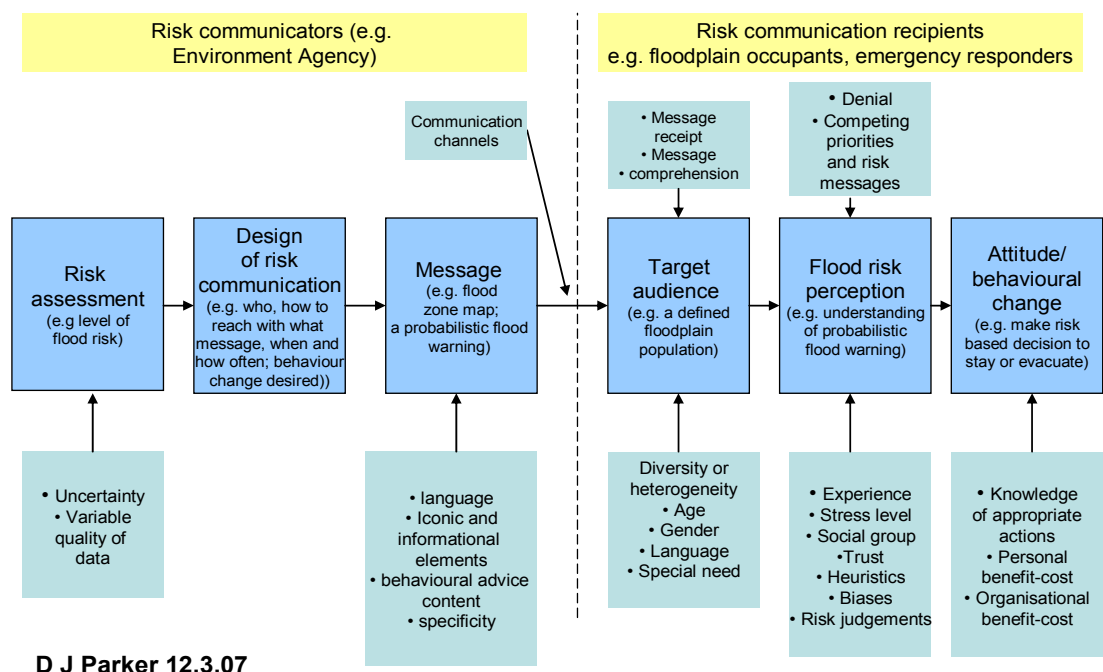 Risk communicators (e.g.
Environment Agency)
Risk communication recipients
e.g. floodplain occupants, emergency responders
Communication
channels
• Message
receipt
• Message
• comprehension
• Denial
• Competing
priorities
and risk
messages
Risk
assessment
(e.g level of
flood risk)
Design
of risk
communication
(e.g. who, how to
reach with what
message, when and
how often; behaviour
change desired))
Message
(e.g. flood
zone map;
a probabilistic flood
warning)
Target
audience
(e.g. a defined
floodplain
population)
Flood risk
perception
(e.g. understanding
of probabilistic
flood warning)
Attitude/
behavioural
change
(e.g. make risk
based decision to
stay or evacuate)
• Uncertainty
• Variable
quality of
data
• language
• Iconic and
informational
elements
• behavioural advice
content
• specificity
Diversity or
heterogeneity
• Age
• Gender
• Language
• Special need
• Experience
• Stress level
• Social group
•Trust
• Heuristics
• Biases
• Risk judgements
• Knowledge
of appropriate
actions
• Personal
benefit-cost
• Organisational
benefit-cost
D J Parker 12.3.07